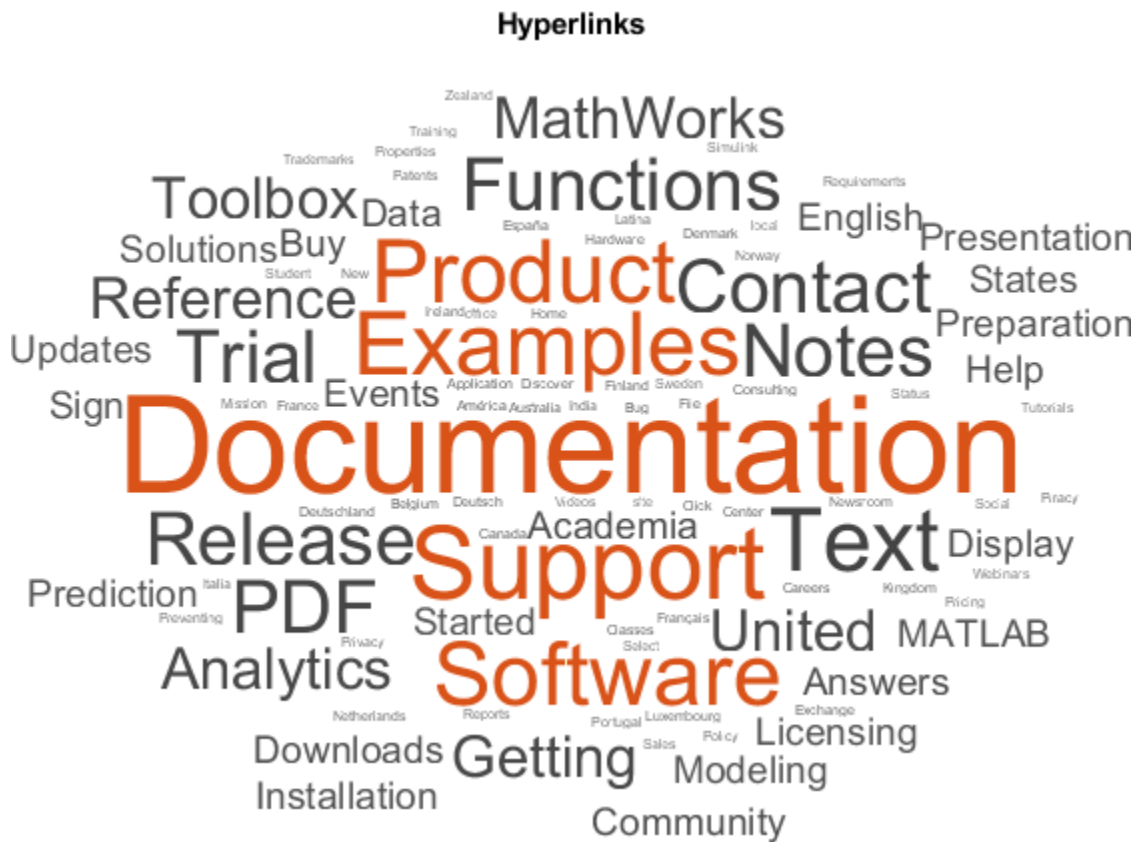 Hyperlinks
Zealand
MathWorks
Training
Simulink
Properties
Trademarks
Functions
Patents
Requirements
Toolbox
Data
English
España
Latina
local
Denmark
Hardware
Presentation
Solutions
Buy
Norway
Product
Contact
States
Student
New
Reference
Ireland
office
Home
Preparation
Examples
Notes
Trial
Updates
Help
Events
Application
Discover
Finland
Sweden
Consulting
Status
Sign
Mission
France
América
Australia
India
Bug
File
Tutorials
Documentation
Deutschland
Belgium
Deutsch
Videos
site
Click
Center
Newsroom
Social
Piracy
Release
Canada
Academia
Text
Display
Support
Webinars
Prediction
Italia
PDF
Careers
Kingdom
Pricing
Preventing
Started
Classes
Français
United
MATLAB
Privacy
Select
Analytics
Software
Answers
Netherlands
Reports
Portugal
Luxembourg
Exchange
Downloads
Getting
Sales
Policy
Licensing
Modeling
Installation
Community